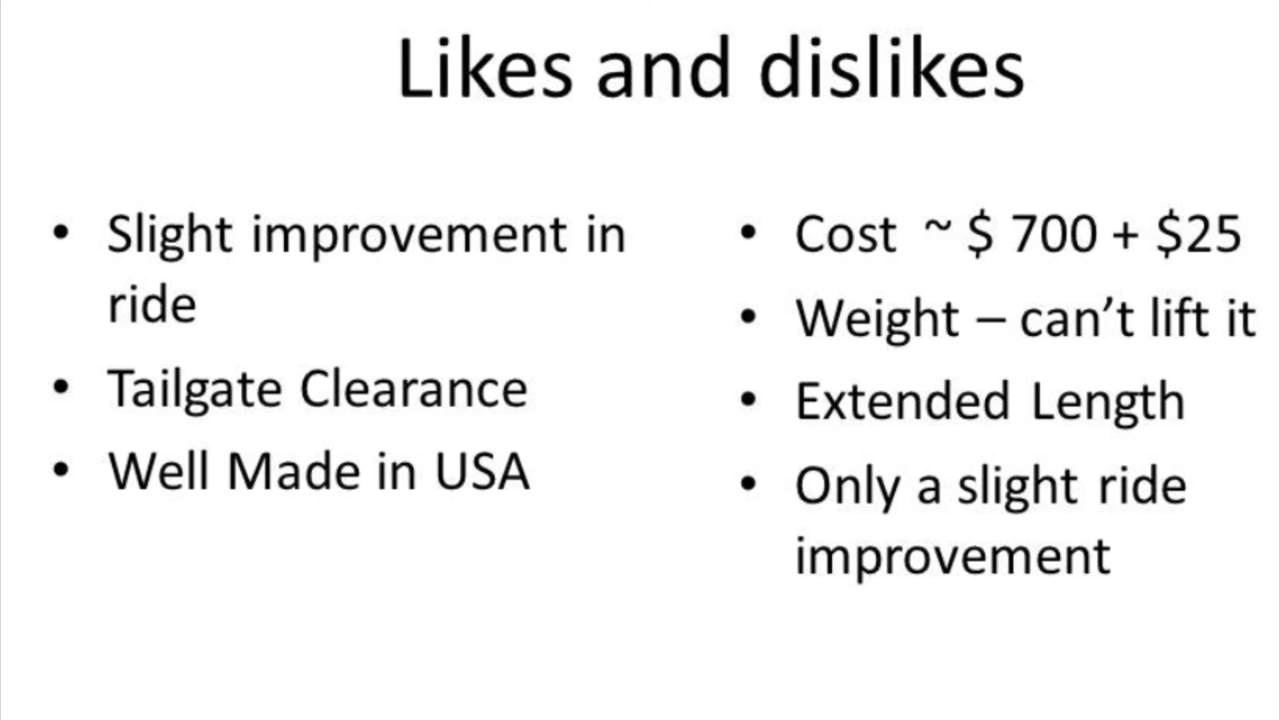 Likes and dislikes
• Slight improvement in
ride
• Tailgate Clearance
• Well Made in USA
• Cost ~ $ 700 + $25
• Weight – can’t lift it
• Extended Length
• Only a slight ride
improvement